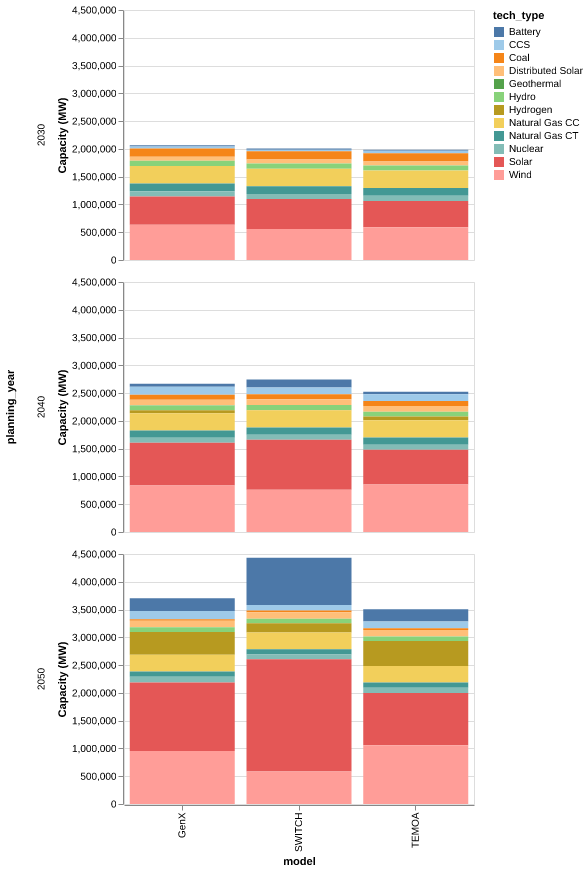 planning_year
2030
Capacity (MW)
4,500,000
4,000,000
3,500,000
3,000,000
2,500,000
2,000,000
1,500,000
1,000,000
500,000
0
2040
Capacity (MW)
4,500,000
4,000,000
3,500,000
3,000,000
2,500,000
2,000,000
1,500,000
1,000,000
500,000
0
2050
Capacity (MW)
4,500,000
4,000,000
3,500,000
3,000,000
2,500,000
2,000,000
1,500,000
1,000,000
500,000
0
GenX
SWITCH
TEMOA
model
tech_type
Battery
CCS
Coal
Distributed Solar
Geothermal
Hydro
Hydrogen
Natural Gas CC
Natural Gas CT
Nuclear
Solar
Wind